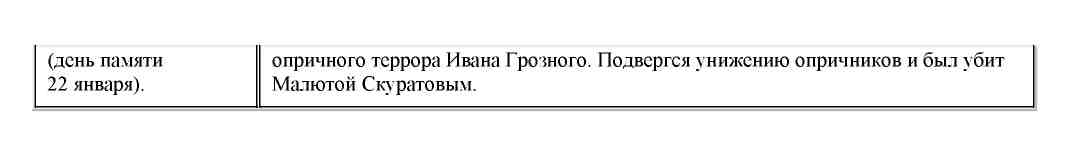 (день памяти
22 января).
опричного террора Ивана Грозного. Подвергся унижению опричников и был убит
Малютой Скуратовым.